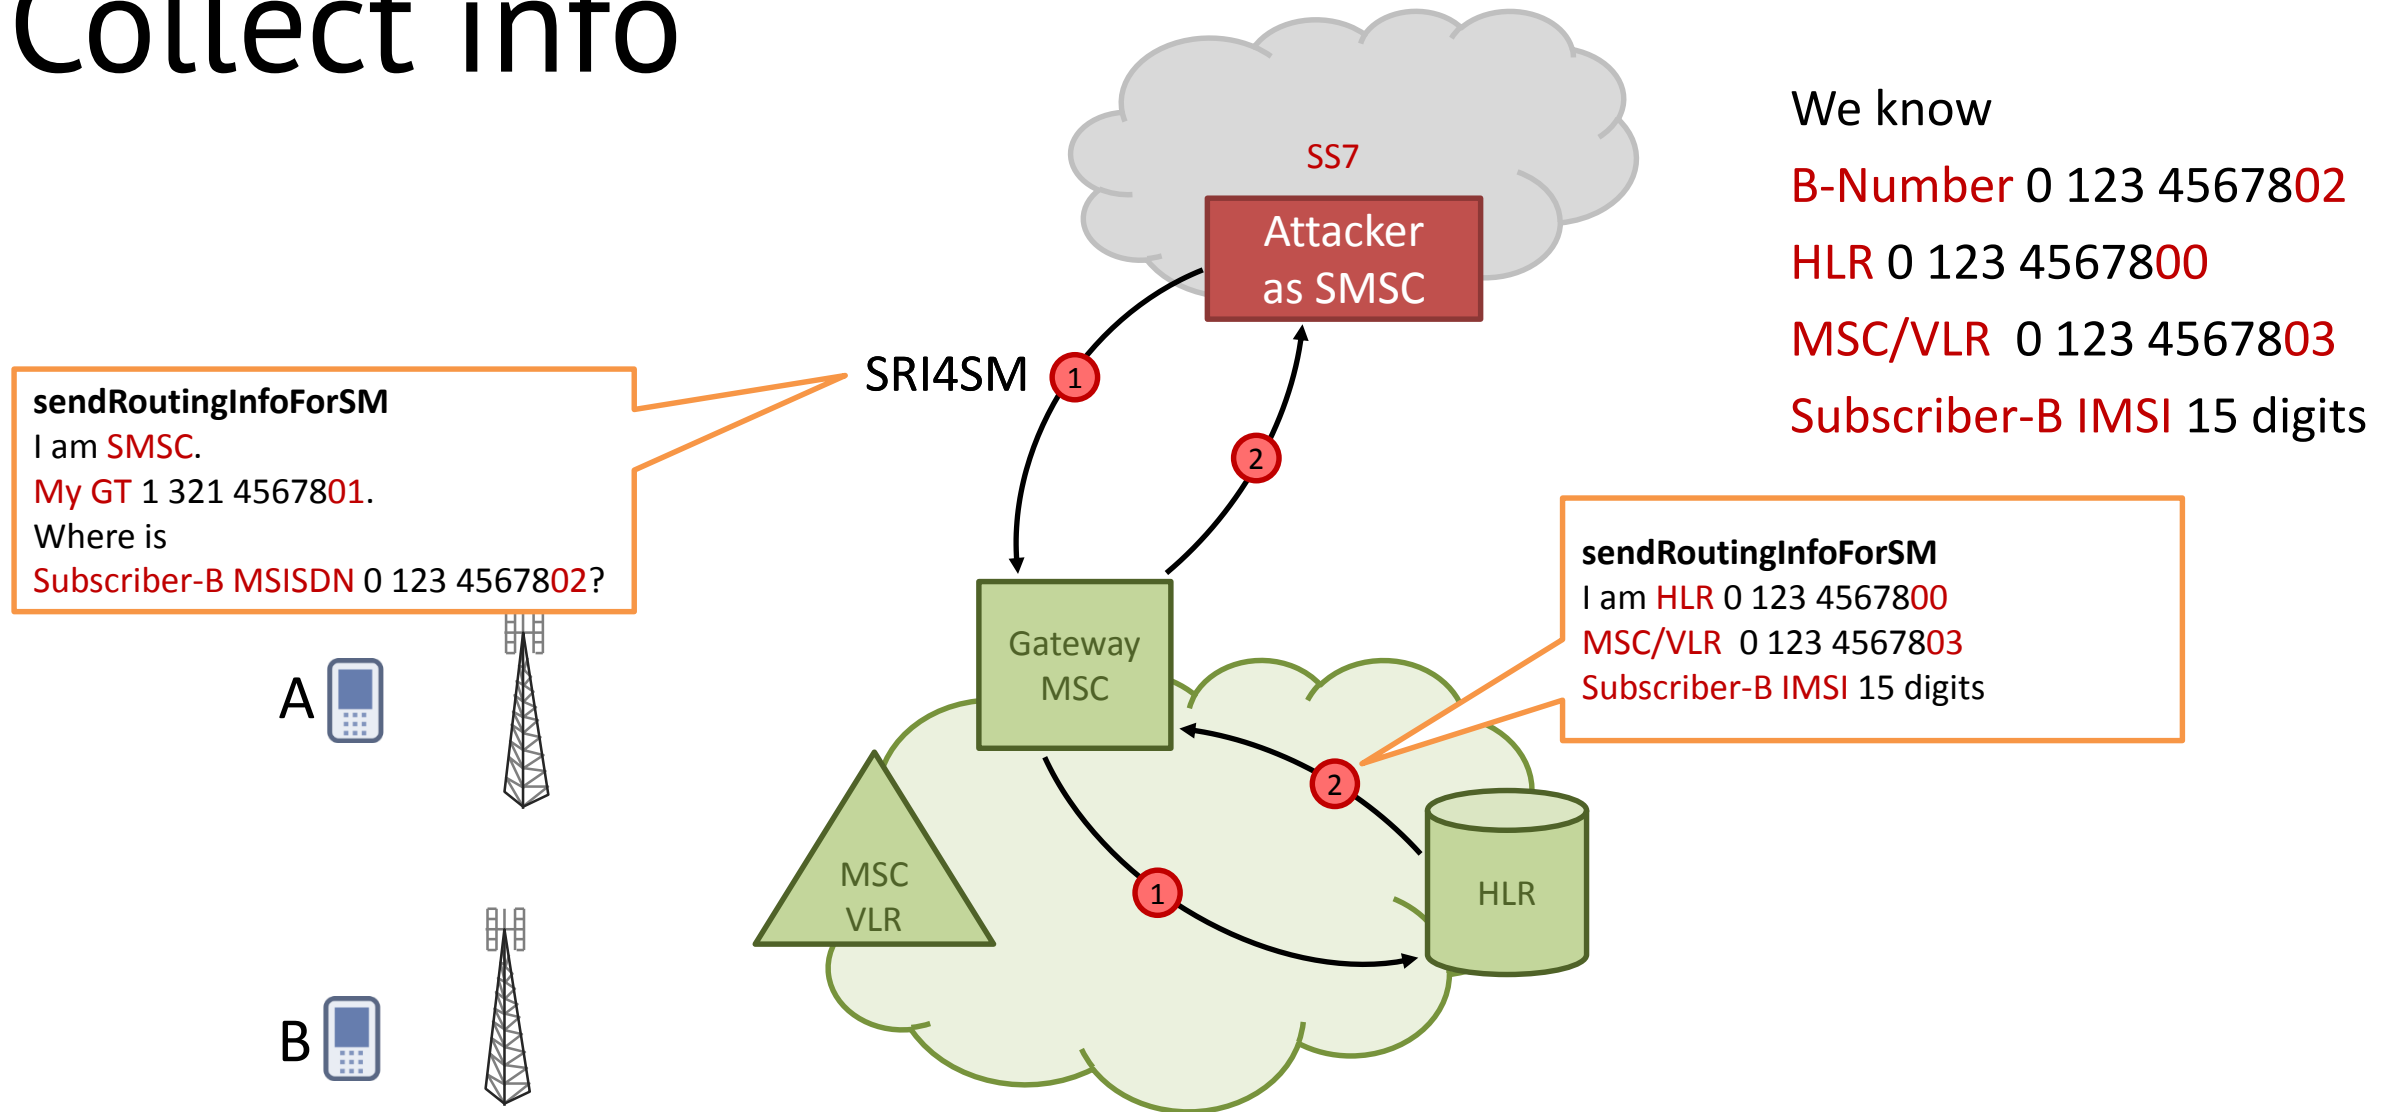 Collect info
SS7
Attacker
as SMSC
We know
B-Number 0 123 4567802
HLR 0 123 4567800
MSC/VLR 0 123 4567803
Subscriber-B IMSI 15 digits
SRI4SM
1
2
sendRoutingInfoForSM
I am SMSC.
My GT 1 321 4567801.
Where is
Subscriber-B MSISDN 0 123 4567802?
sendRoutingInfoForSM
I am HLR 0 123 4567800
MSC/VLR 0 123 4567803
Subscriber-B IMSI 15 digits
Gateway
MSC
A
2
MSC
VLR
1
HLR
B